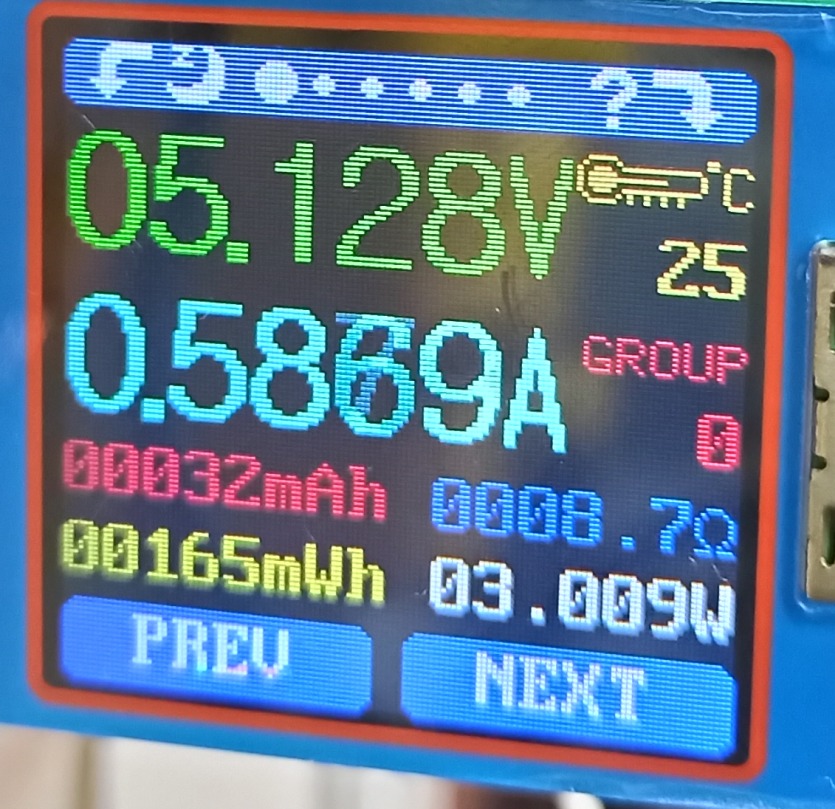 ?
05.128V °C
25
0.5869A GROUP
0
00032mAh 0008.7Ω
00165mWh 03.009W
PREV NEXT